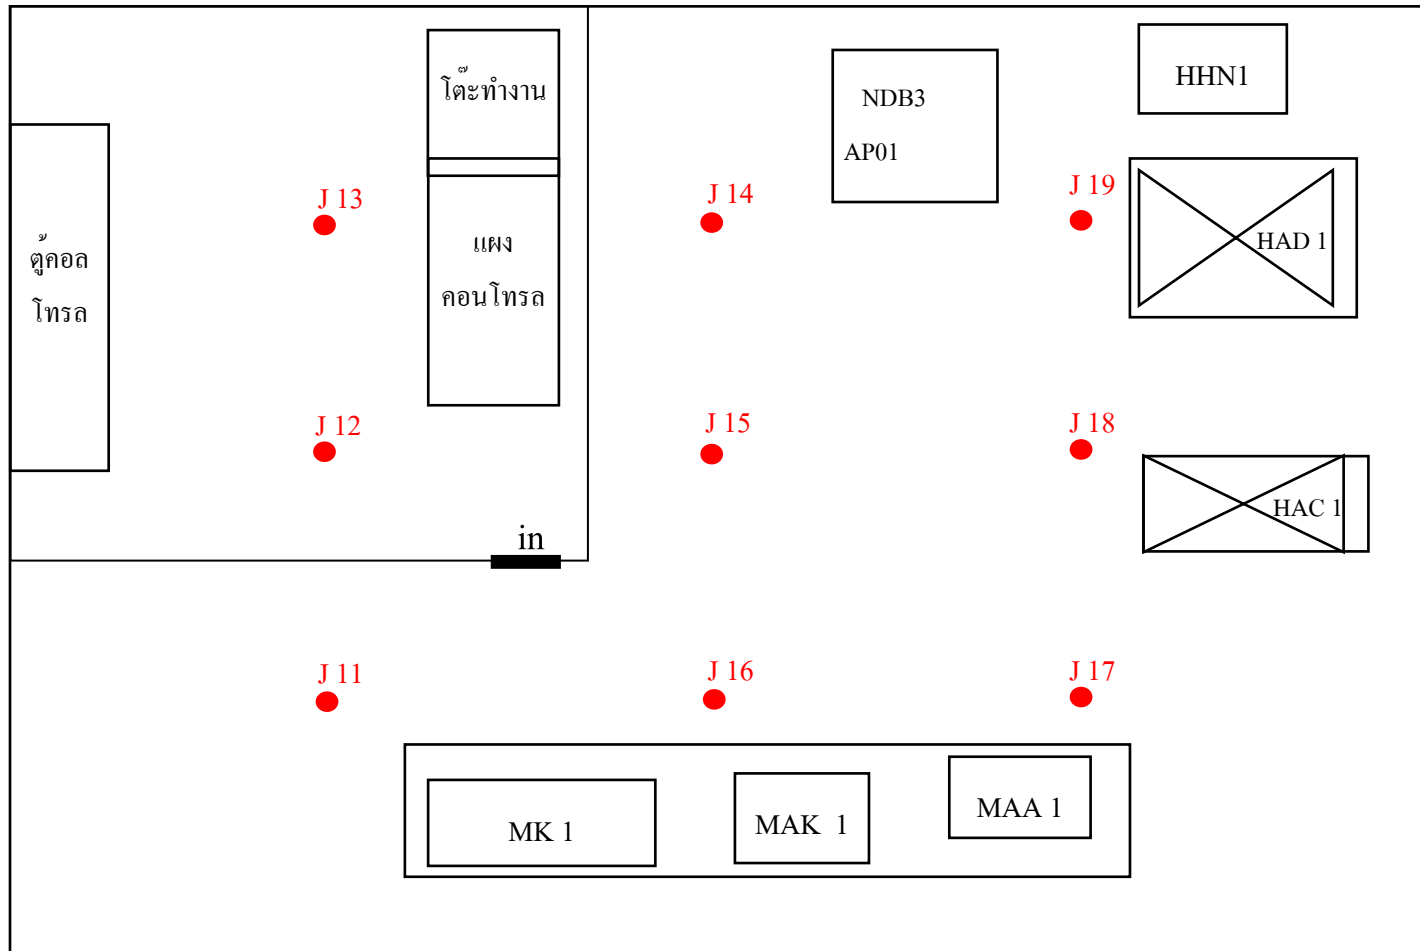 โต๊ะทำงาน
NDB3
AP01
HHN1
J 13
J 14
J 19
ตู้คอล
โทรล
แผง
คอนโทรล
HAD 1
J 12
J 15
J 18
HAC 1
in
J 11
J 16
J 17
MK 1
MAK 1
MAA 1